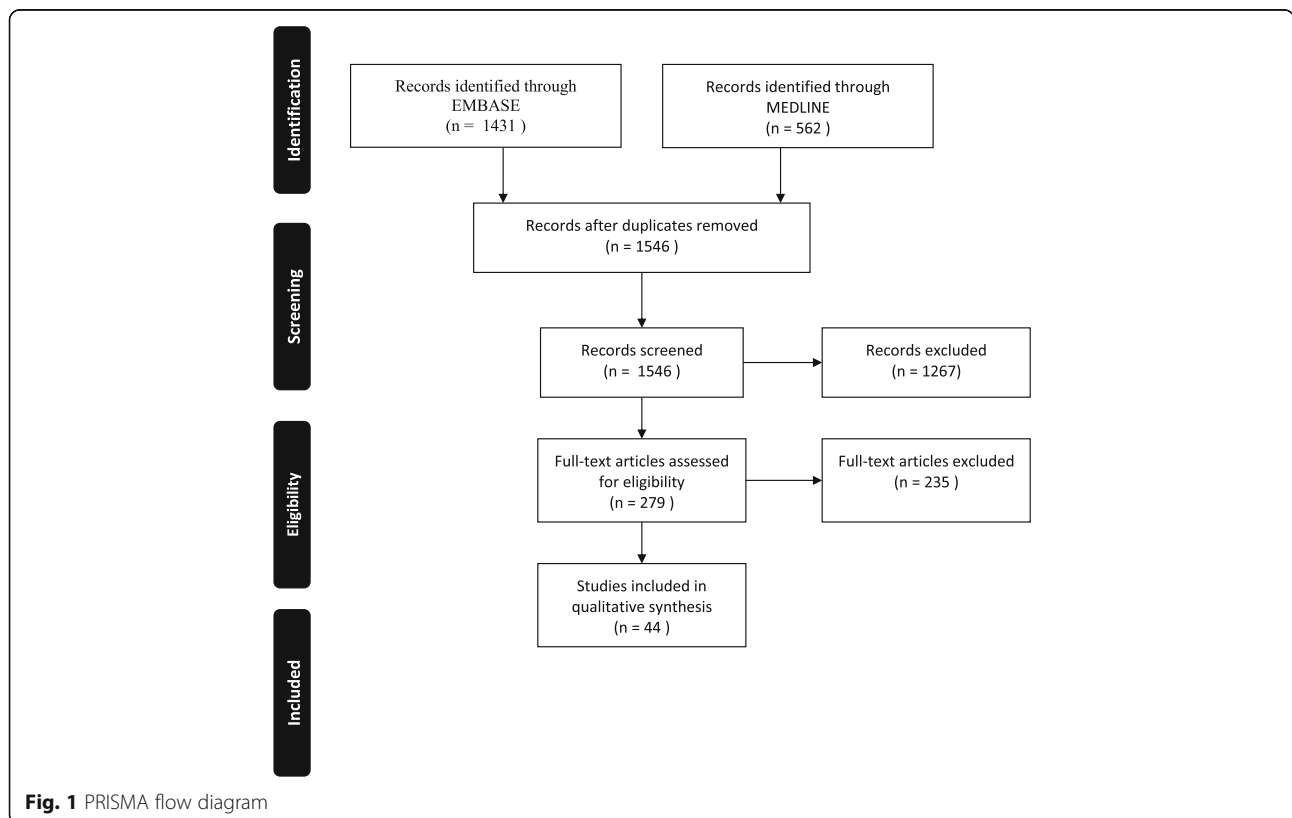 Identification
Records identified through
EMBASE
(n = 1431 )
Records identified through
MEDLINE
(n = 562 )
Records after duplicates removed
(n = 1546 )
Screening
Records screened
(n = 1546 )
Records excluded
(n = 1267)
Eligibility
Full-text articles assessed
for eligibility
(n = 279 )
Full-text articles excluded
(n = 235 )
Studies included in
qualitative synthesis
(n = 44 )
Included
Fig. 1 PRISMA flow diagram